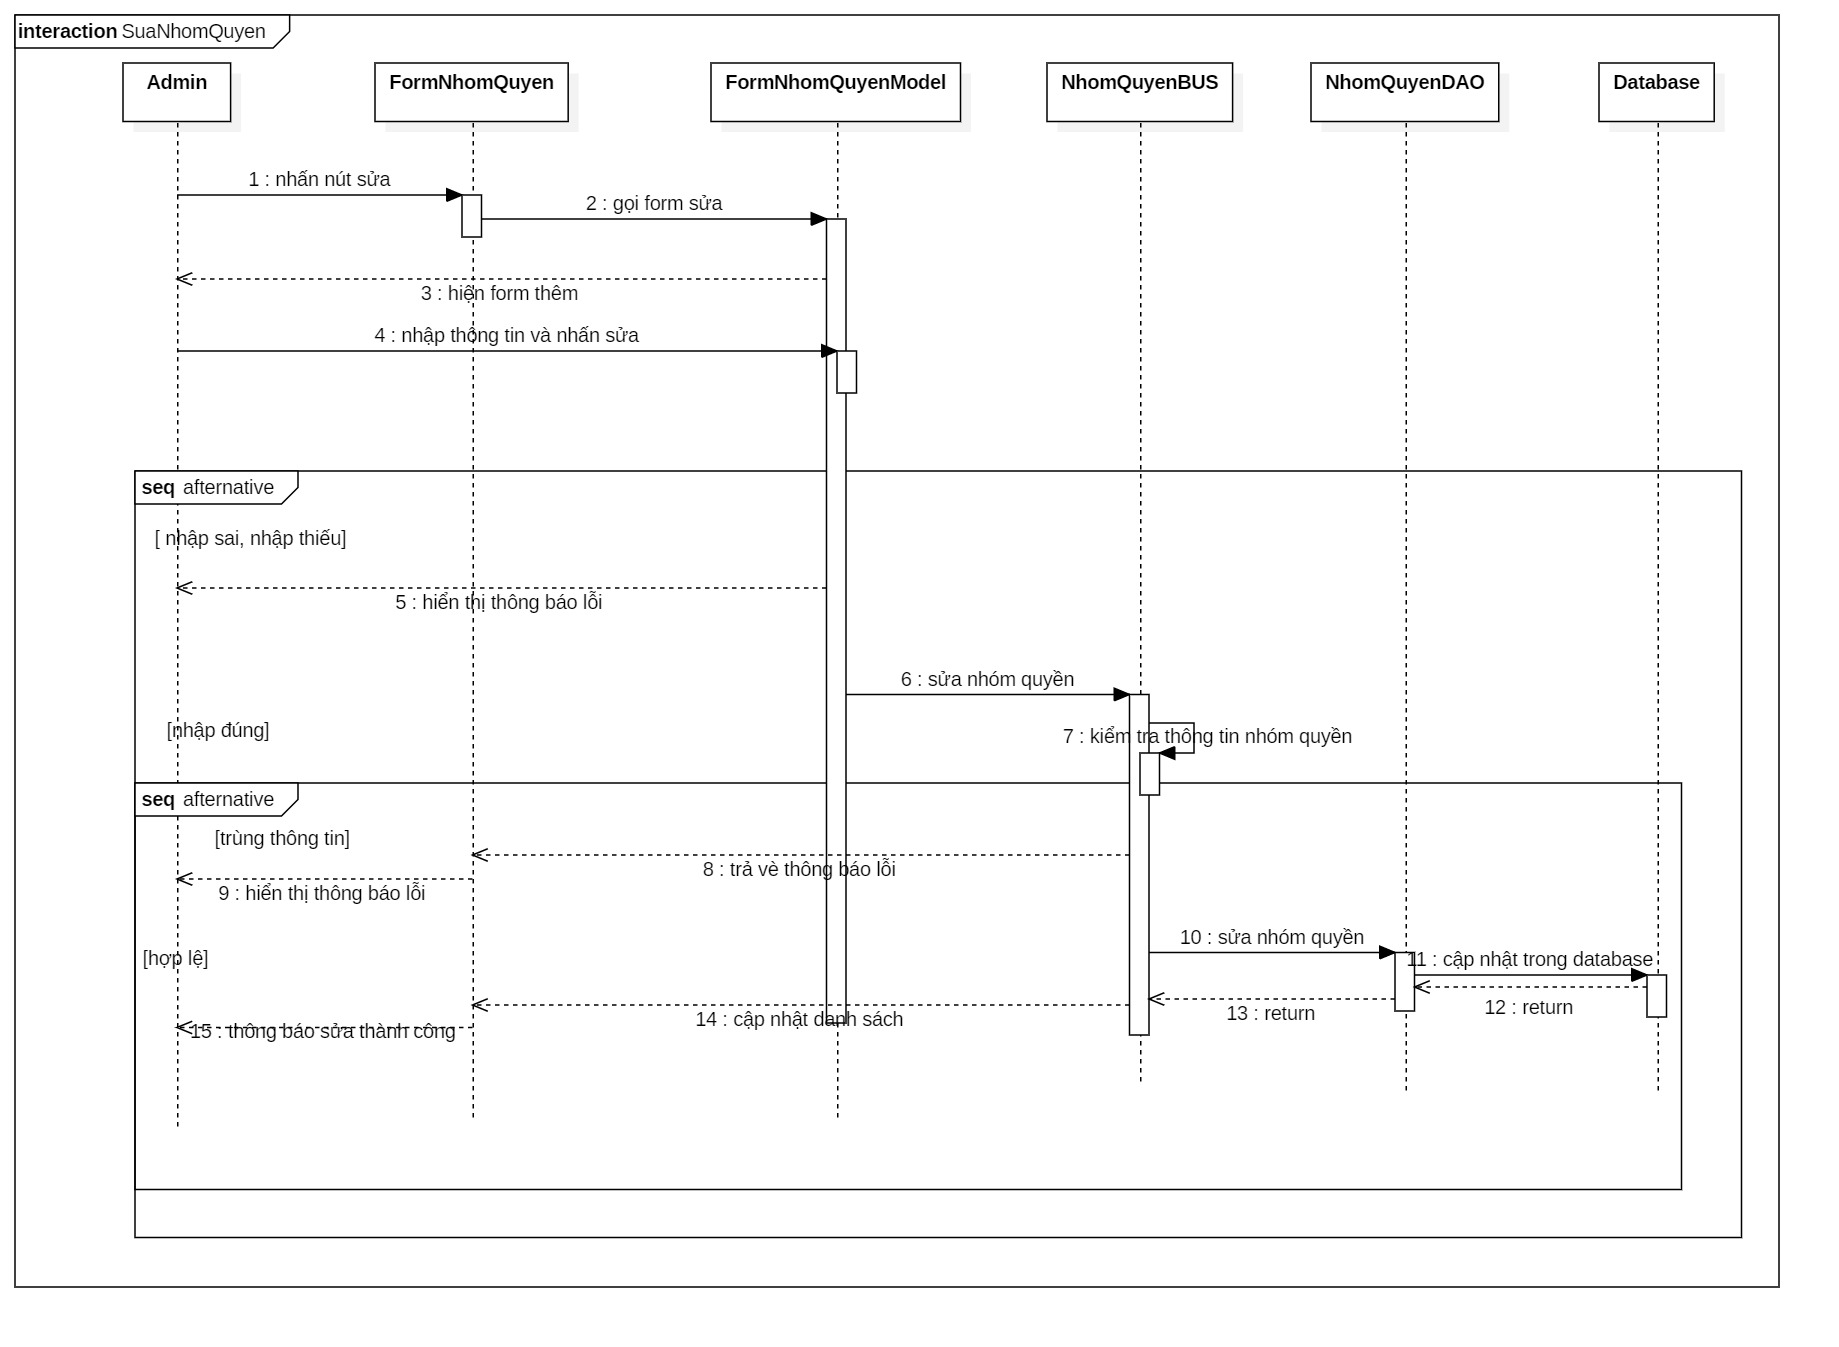 interaction SuaNhomQuyen
Admin
FormNhomQuyen
FormNhomQuyenModel
NhomQuyenBUS
NhomQuyenDAO
Database
1 : nhấn nút sửa
2 : gọi form sửa
3 : hiện form thêm
4 : nhập thông tin và nhấn sửa
seq afternative
[ nhập sai, nhập thiếu]
5 : hiển thị thông báo lỗi
6 : sửa nhóm quyền
[nhập đúng]
7 : kiểm tra thông tin nhóm quyền
seq afternative
[trùng thông tin]
8 : trả vè thông báo lỗi
9 : hiển thị thông báo lỗi
10 : sửa nhóm quyền
[hợp lệ]
11 : cập nhật trong database
12 : return
13 : return
14 : cập nhật danh sách
15 : thông báo sửa thành công